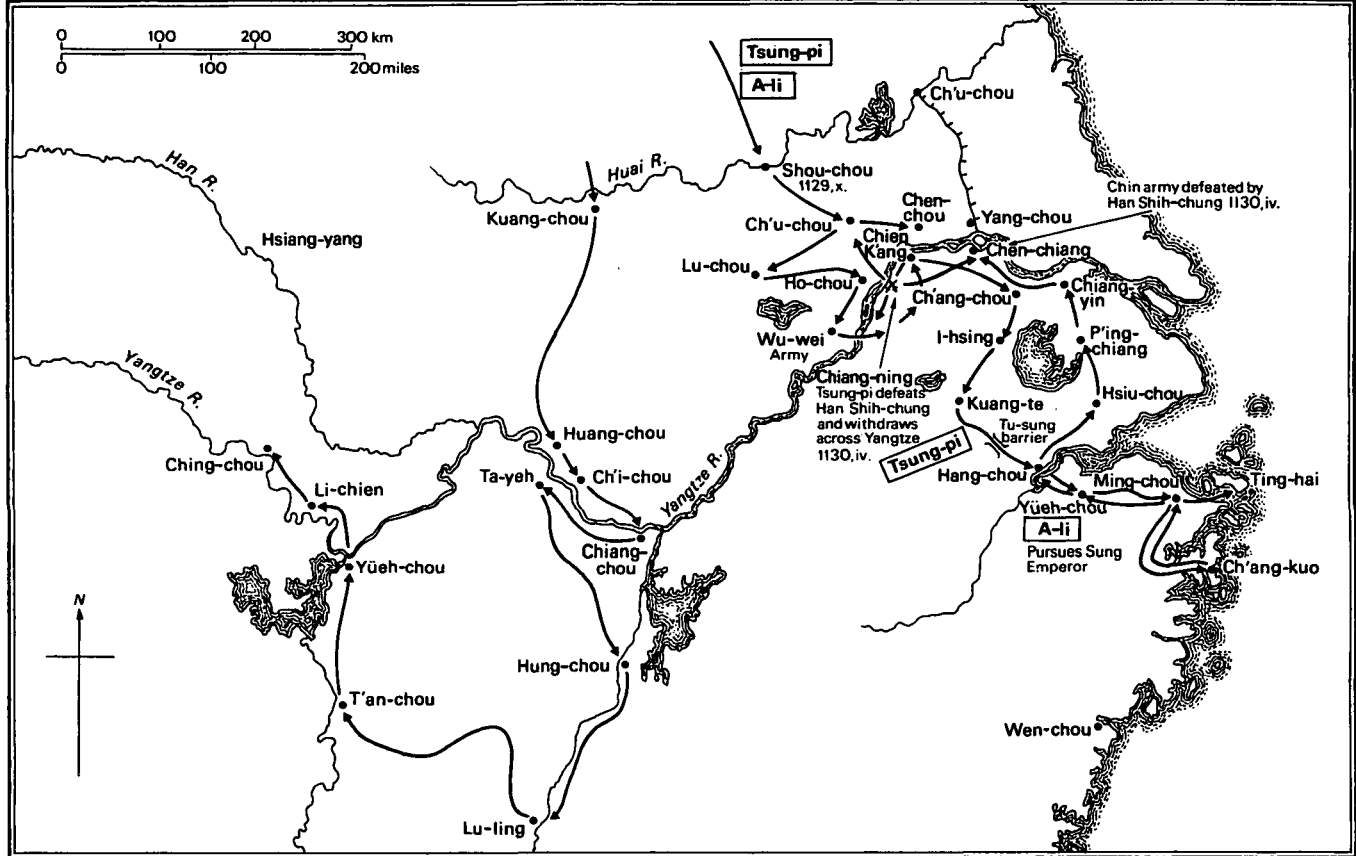 0 100 200 300 km
0 100 200 miles
Tsung-pi
A-li
Ch'u-chou
Han R.
Huai R.
Shou-chou
1129, x.
Kuang-chou
Hsiang-yang
Ch'u-chou
Chen-
chou
Yang-chou
Chin army defeated by
Han Shih-chung 1130, iv.
Chien
K'ang
Chen-chiang
Lu-chou
Ho-chou
Ch'ang-chou
Chiang-
yin
Wu-wei
Army
I-hsing
P'ing-
chiang
Yangtze R.
Chiang-ning
Tsung-pi defeats
Han Shih-chung
and withdraws
across Yangtze
1130, iv.
Kuang-te
Hsiu-chou
Tu-sung
barrier
Tsung-pi
Hang-chou
Huang-chou
Ching-chou
Ta-yeh
Ch'i-chou
Yangtze R.
Li-chien
Ming-chou
Ting-hai
Yüeh-chou
A-li
Pursues Sung
Emperor
Chiang-
chou
Yüeh-chou
Ch'ang-kuo
N
Hung-chou
T'an-chou
Wen-chou
Lu-ling